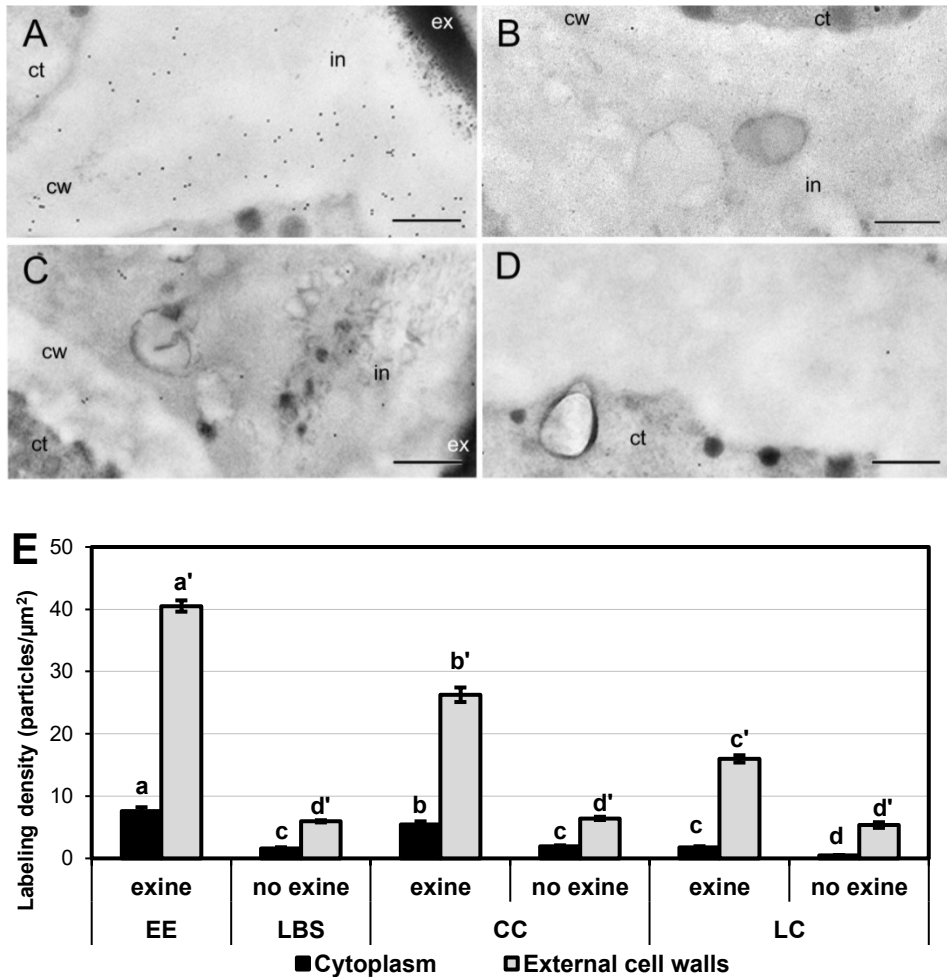 A
ex
in
ct
cw
B
cw
ct
in
C
cw
in
ct
ex
D
ct
E
Labeling density (particles/µm²)
50
40
30
20
10
0
a
a'
c
d'
b
b'
c
d'
c
c'
d
d'
exine
no exine
exine
no exine
exine
no exine
EE
LBS
CC
LC
Cytoplasm
External cell walls